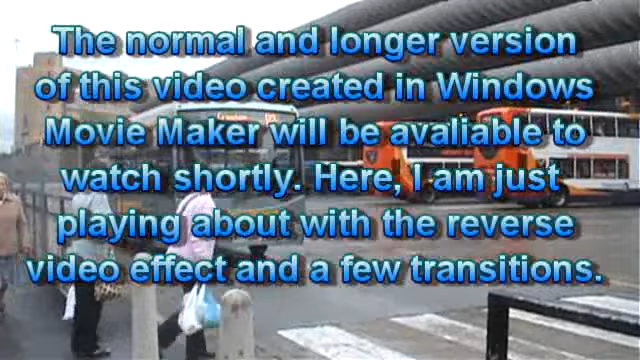 The normal and longer version
of this video created in Windows
Movie Maker will be avaliable to
watch shortly. Here, I am just
playing about with the reverse
video effect and a few transitions.